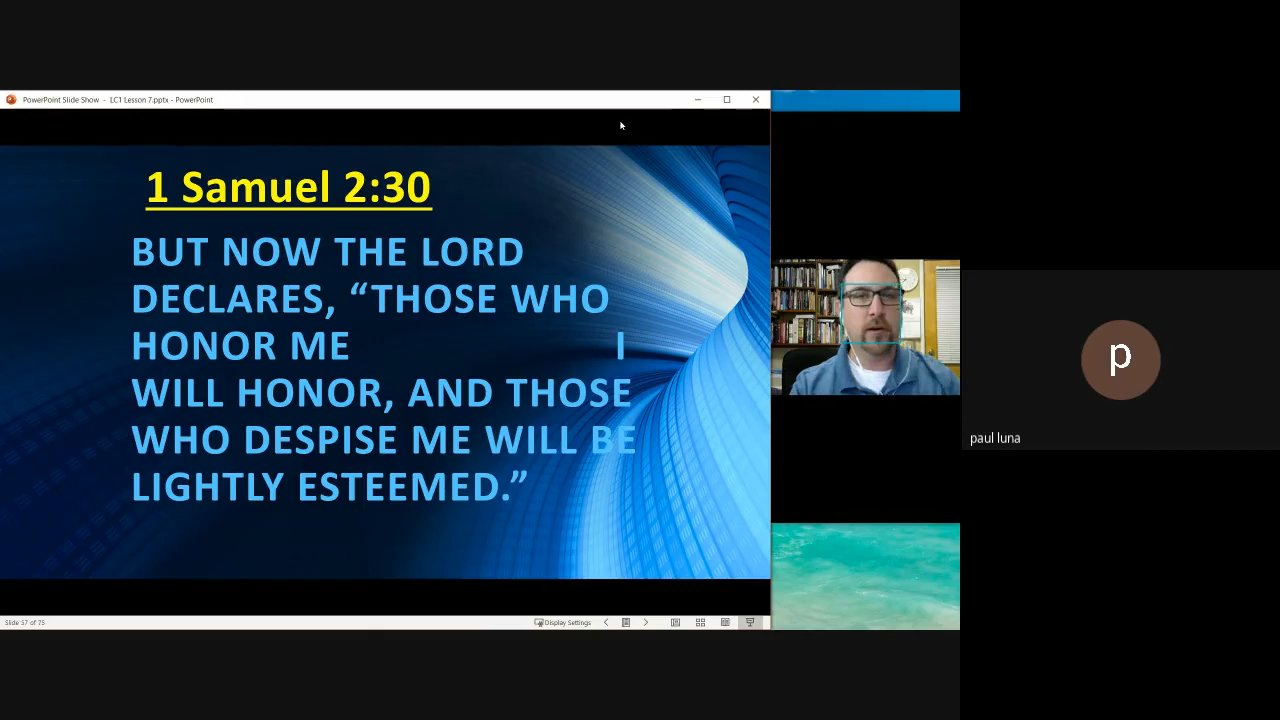 PowerPoint Slide Show - LC1 Lesson 7.pptx - PowerPoint
1 Samuel 2:30
BUT NOW THE LORD
DECLARES, “THOSE WHO
HONOR ME I
WILL HONOR, AND THOSE
WHO DESPISE ME WILL BE
LIGHTLY ESTEEMED.”
Slide 57 of 75
Display Settings
p
paul luna